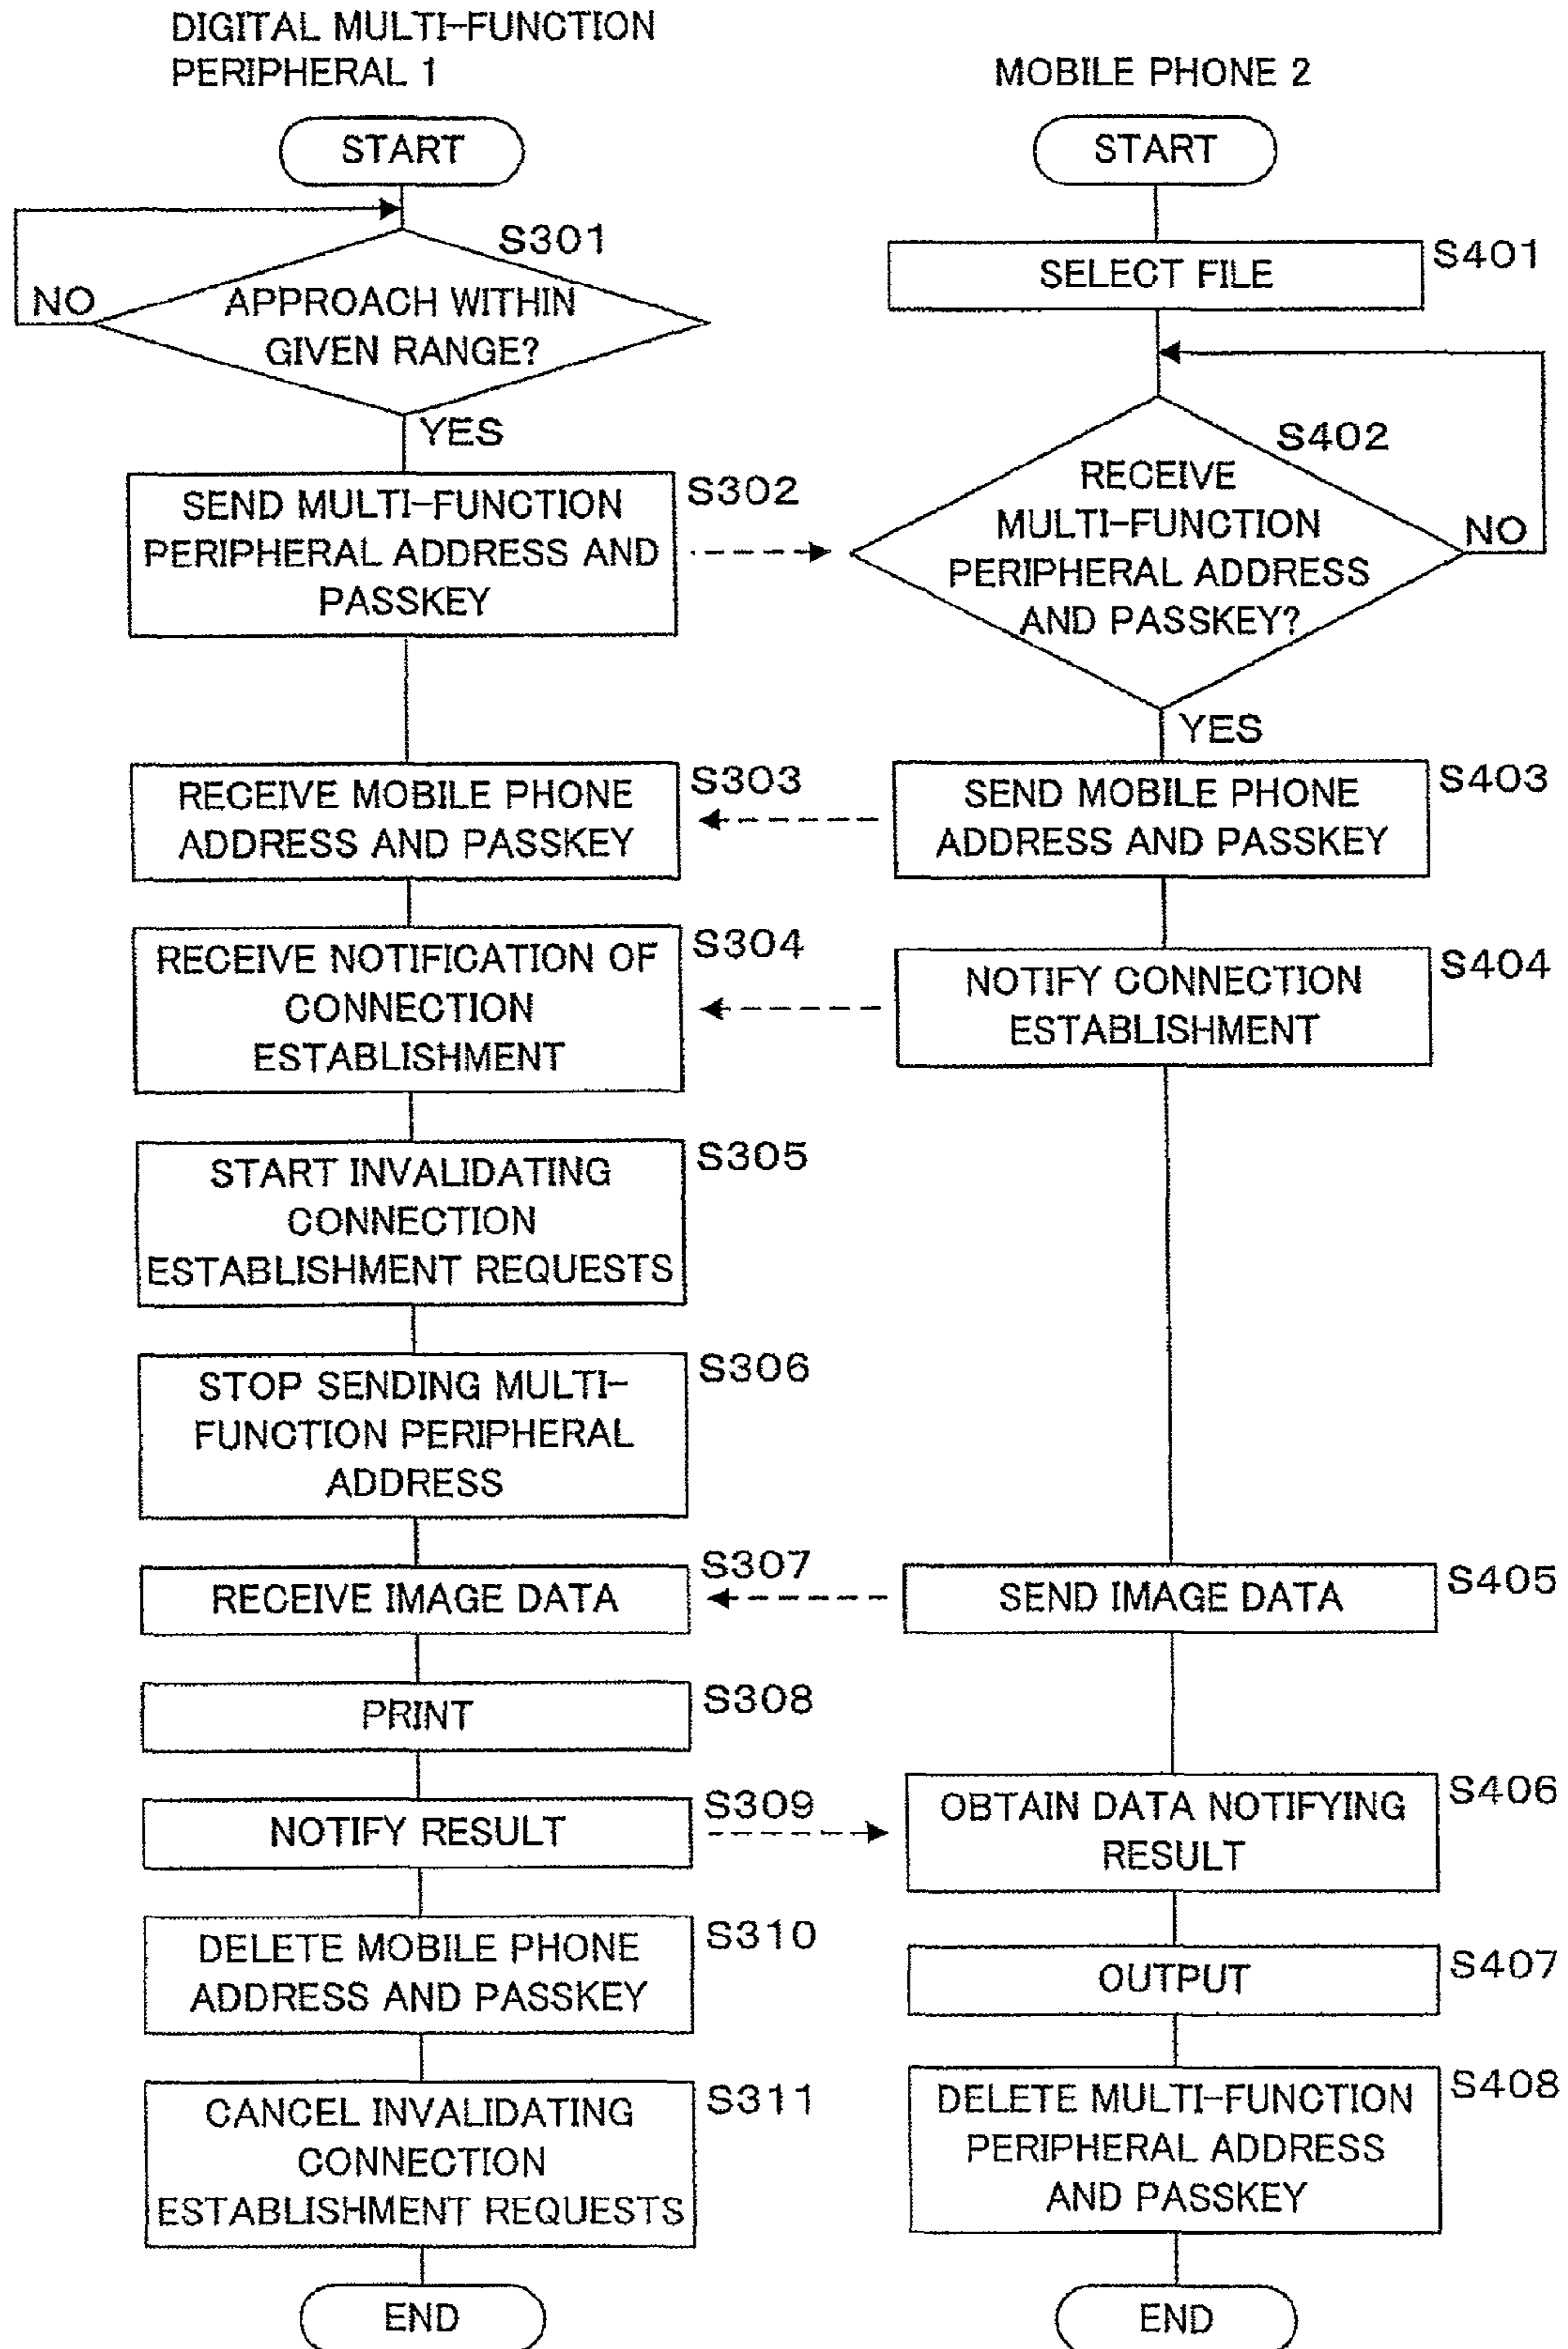 DIGITAL MULTI-FUNCTION
PERIPHERAL 1
START
S301
NO
APPROACH WITHIN
GIVEN RANGE?
YES
S302
SEND MULTI-FUNCTION
PERIPHERAL ADDRESS AND
PASSKEY
S303
RECEIVE MOBILE PHONE
ADDRESS AND PASSKEY
S304
RECEIVE NOTIFICATION OF
CONNECTION
ESTABLISHMENT
S305
START INVALIDATING
CONNECTION
ESTABLISHMENT REQUESTS
S306
STOP SENDING MULTI-
FUNCTION PERIPHERAL
ADDRESS
S307
RECEIVE IMAGE DATA
S308
PRINT
S309
NOTIFY RESULT
S310
DELETE MOBILE PHONE
ADDRESS AND PASSKEY
S311
CANCEL INVALIDATING
CONNECTION
ESTABLISHMENT REQUESTS
END
MOBILE PHONE 2
START
S401
SELECT FILE
S402
RECEIVE
MULTI-FUNCTION
PERIPHERAL ADDRESS
AND PASSKEY?
NO
YES
S403
SEND MOBILE PHONE
ADDRESS AND PASSKEY
S404
NOTIFY CONNECTION
ESTABLISHMENT
S405
SEND IMAGE DATA
S406
OBTAIN DATA NOTIFYING
RESULT
S407
OUTPUT
S408
DELETE MULTI-FUNCTION
PERIPHERAL ADDRESS
AND PASSKEY
END